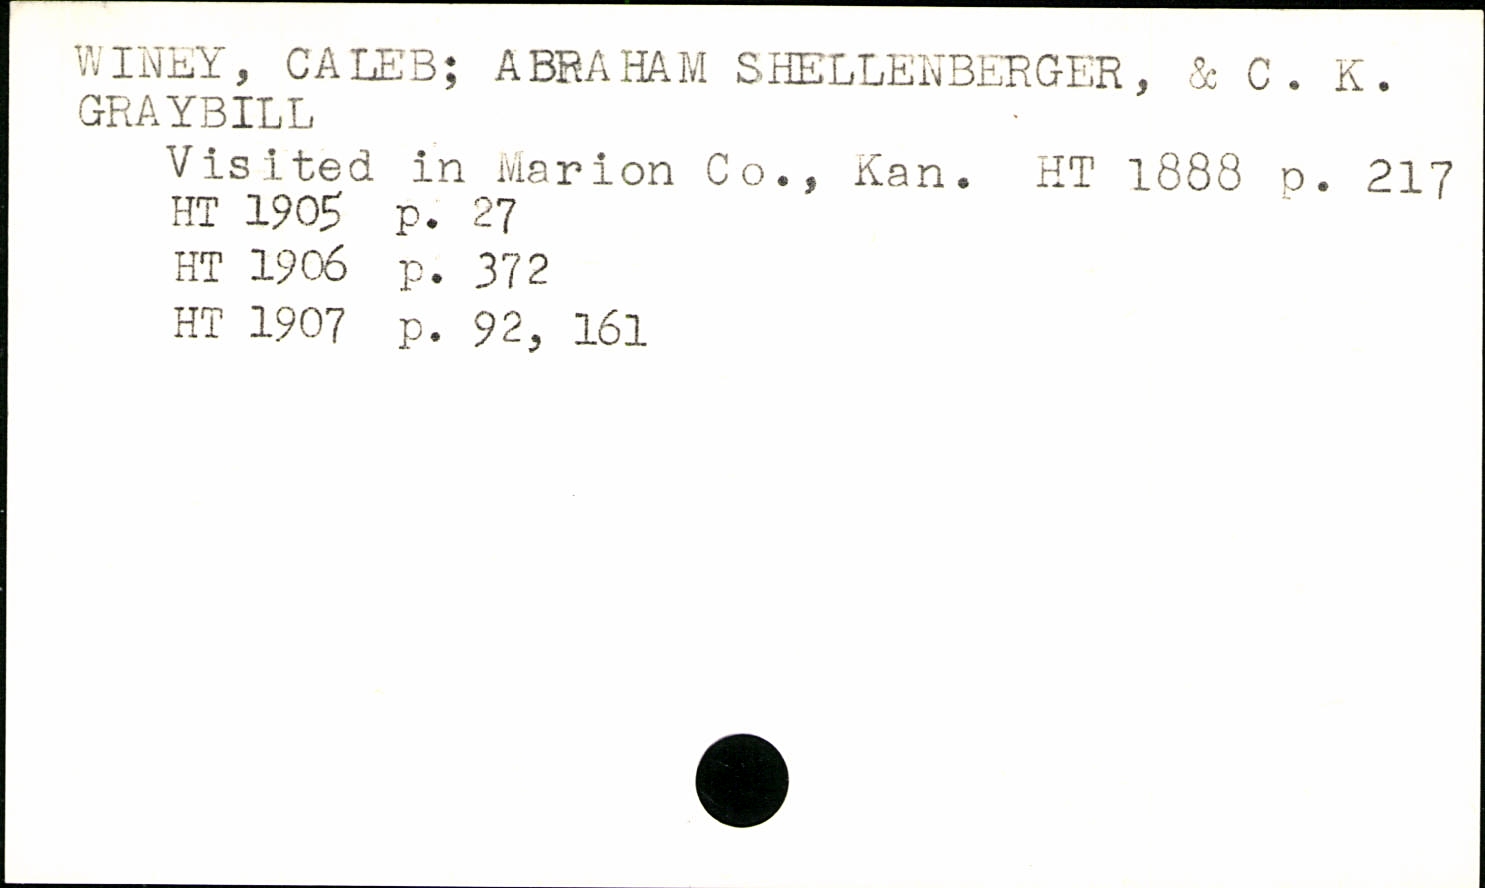 WINEY, CALEB; ABRAHAM SHELLENBERGER, & C. K.
GRAYBILL
Visited in Marion Co., Kan. HT 1888 p. 217
HT 1905 p. 27
HT 1906 p. 372
HT 1907 p. 92, 161